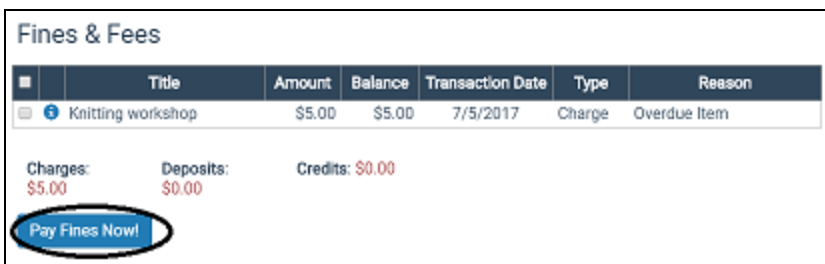 Fines & Fees
Title Amount Balance Transaction Date Type Reason
Knitting workshop $5.00 $5.00 7/5/2017 Charge Overdue Item
Charges: Deposits: Credits: $0.00
$5.00 $0.00
Pay Fines Now!